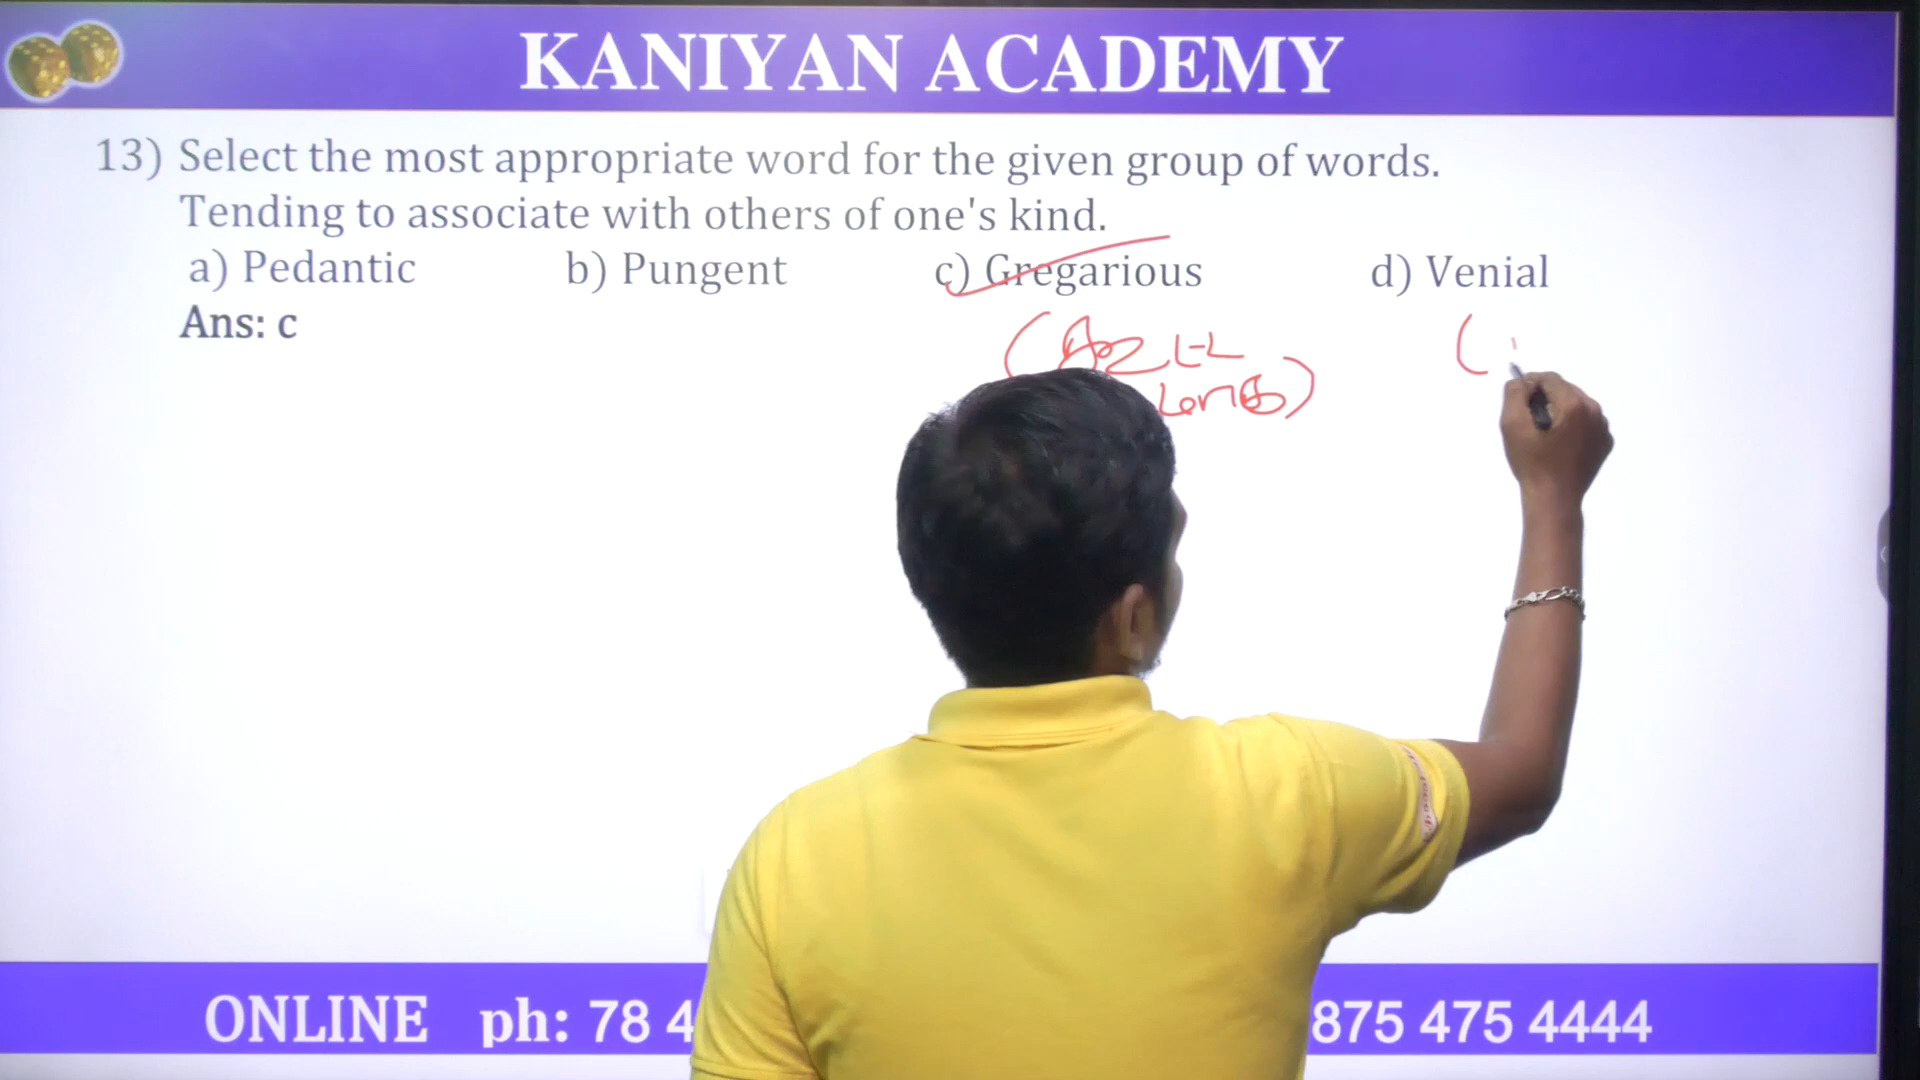 KANIYAN ACADEMY
13) Select the most appropriate word for the given group of words.
Tending to associate with others of one's kind.
a) Pedantic b) Pungent c) Gregarious d) Venial
Ans: c
ONLINE ph: 78 4 875 475 4444